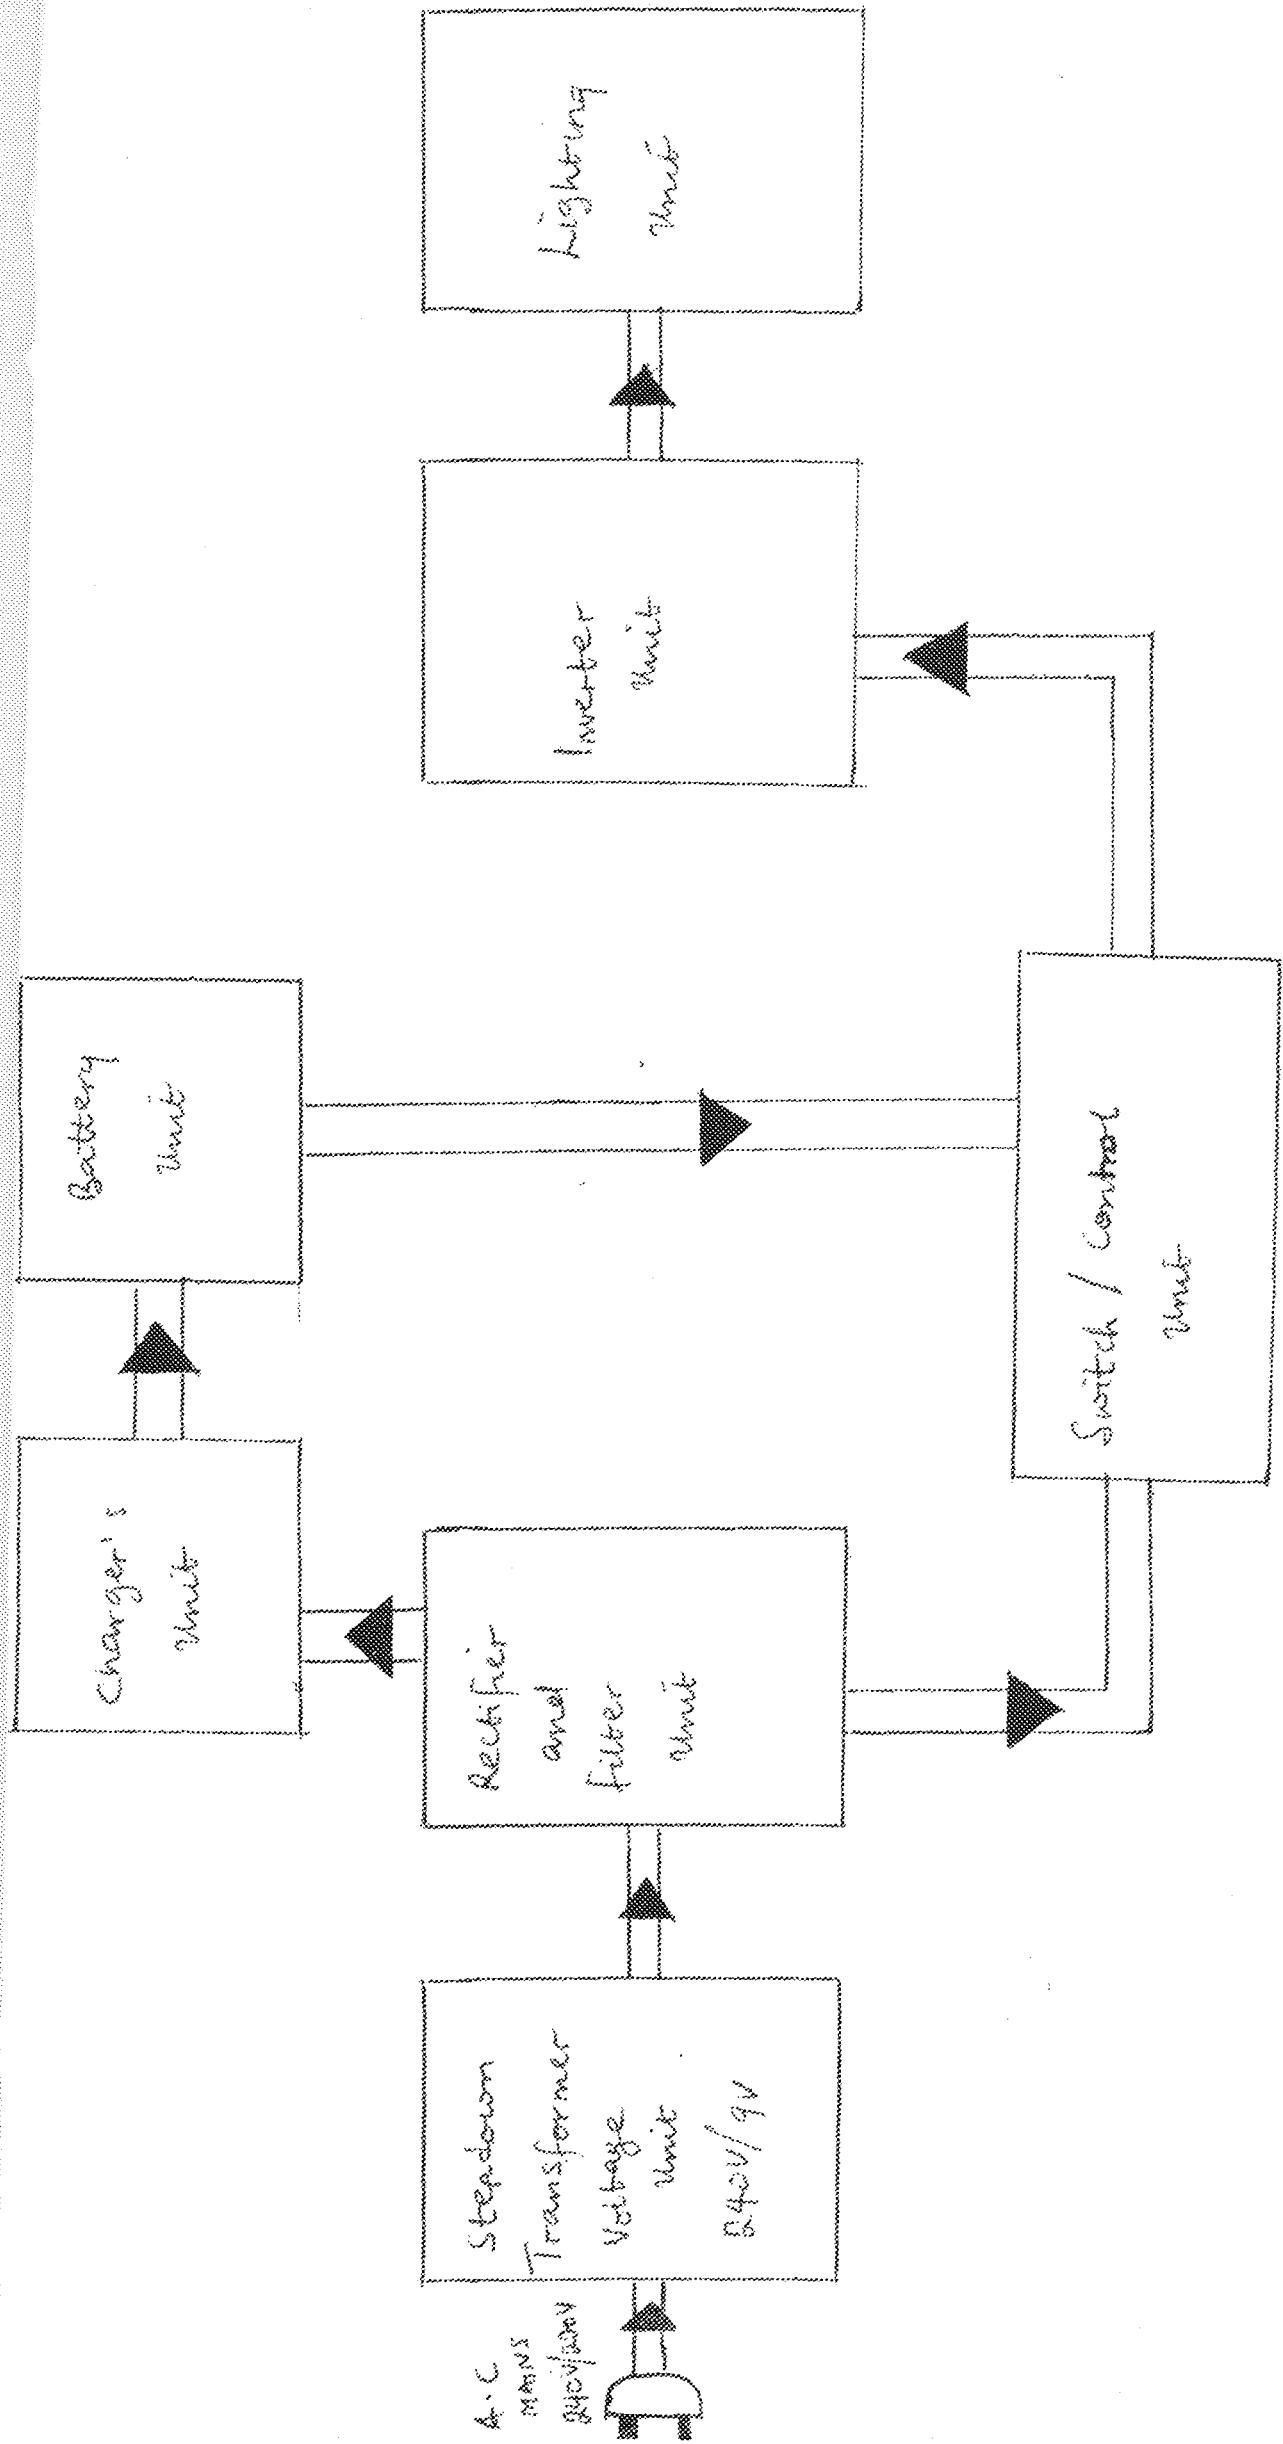 A.C
MAINS
240V/220V
Stepdown
Transformer
Voltage
Unit
240V/9V
Rectifier
and
Filter
Unit
Charger's
Unit
Battery
Unit
Switch / Control
Unit
Inverter
Unit
Lighting
Unit